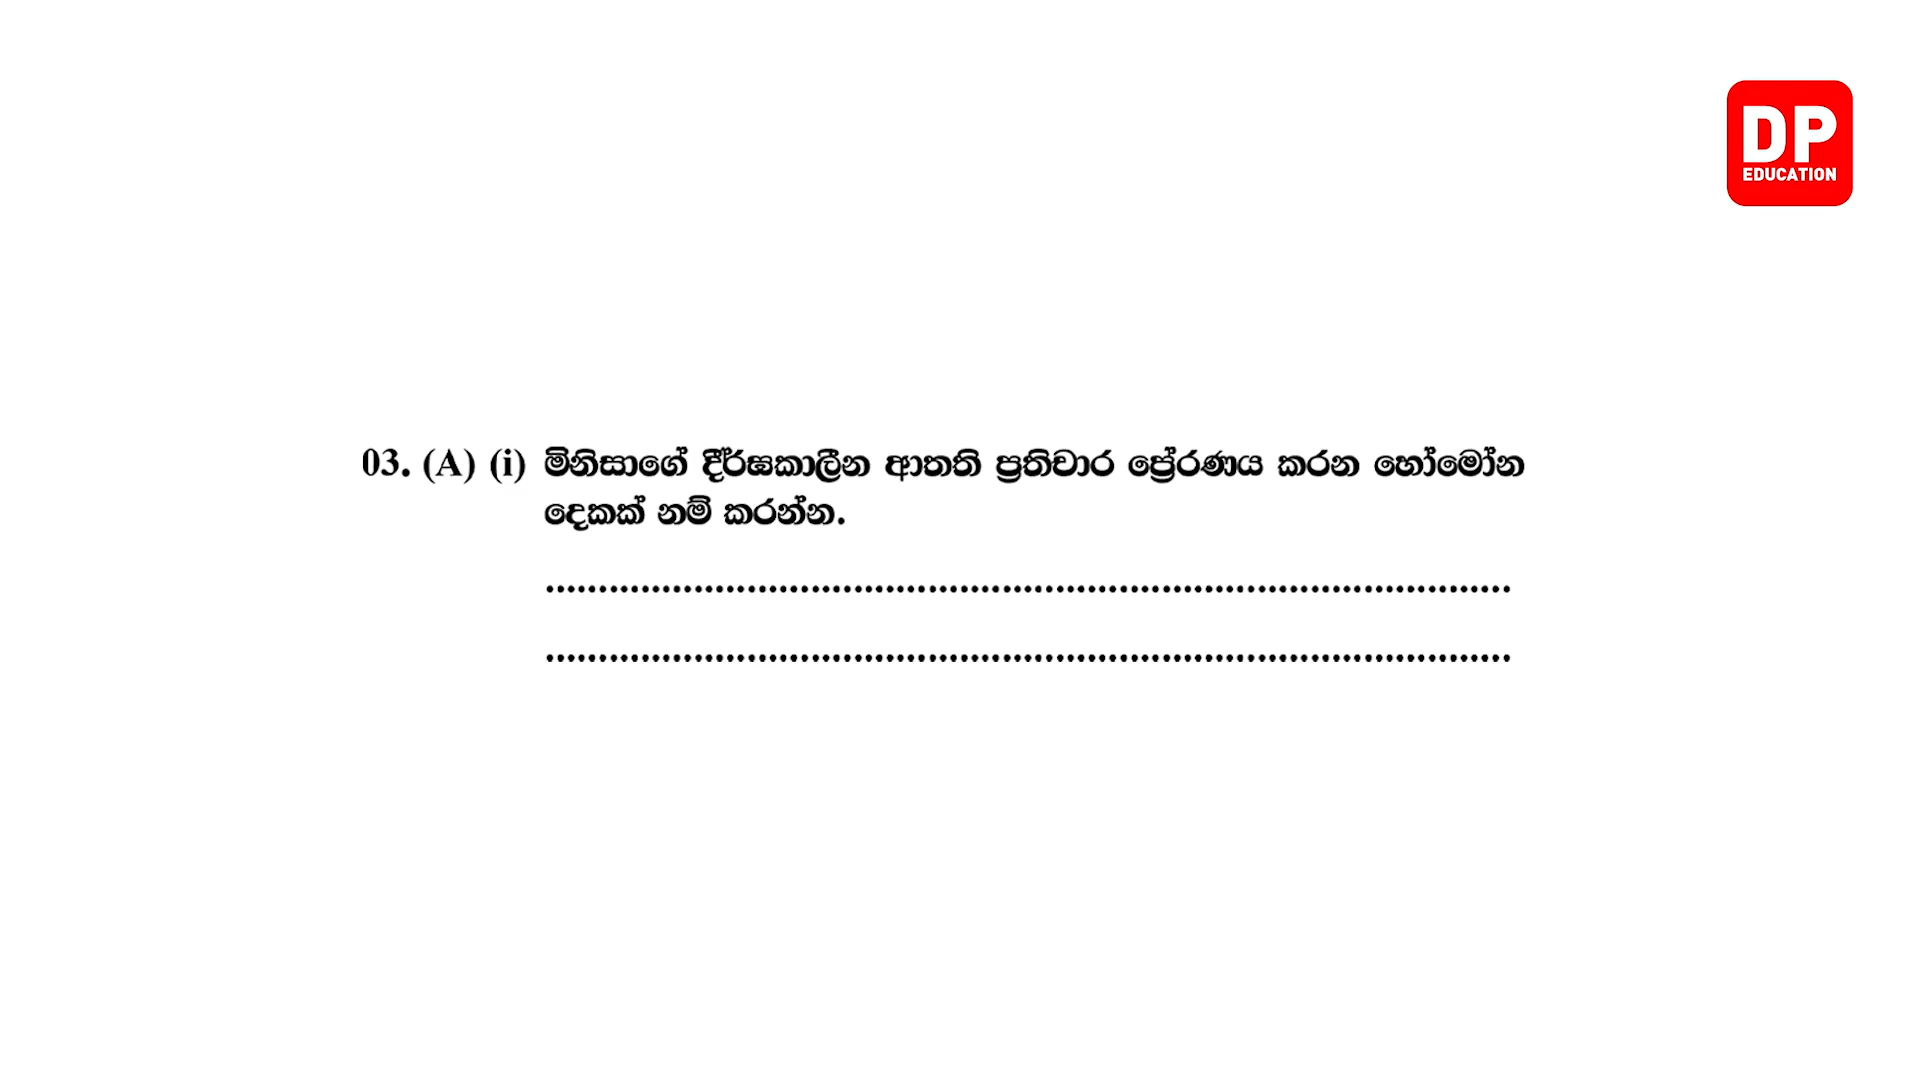 DP
EDUCATION
03. (A) (i) මිනිසාගේ දීර්ඝකාලීන ආතති ප්‍රතිචාර ප්‍රේරණය කරන හෝමෝන
දෙකක් නම් කරන්න.
..........................................................................................
..........................................................................................